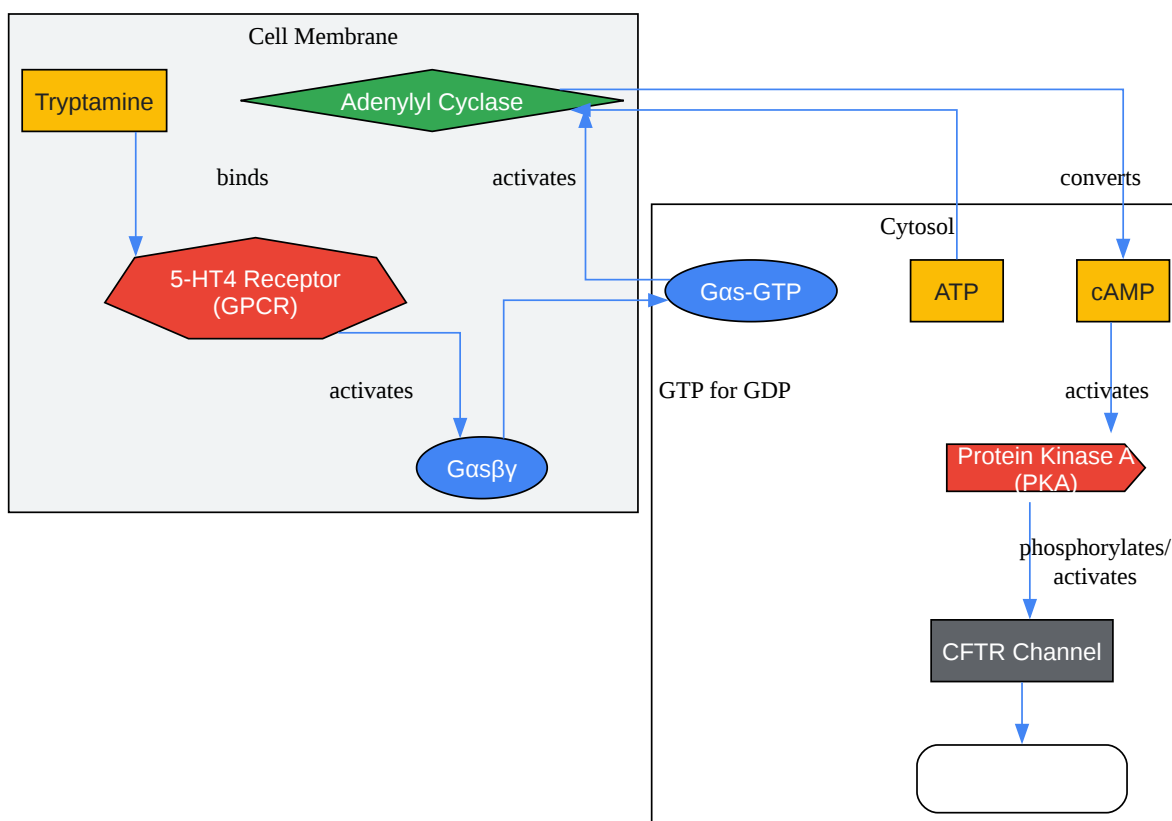 Cell Membrane
Tryptamine
Adenylyl Cyclase
binds
activates
converts
Cytosol
5-HT4 Receptor
(GPCR)
Gαs-GTP
ATP
cAMP
activates
GTP for GDP
activates
Gαsβγ
Protein Kinase A
(PKA)
phosphorylates/
activates
CFTR Channel